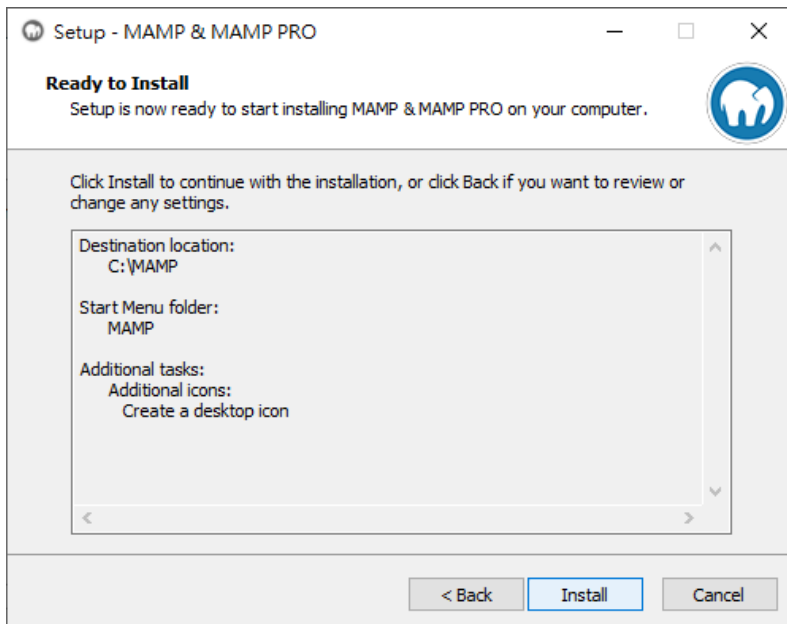 Setup - MAMP & MAMP PRO
Ready to Install
Setup is now ready to start installing MAMP & MAMP PRO on your computer.
Click Install to continue with the installation, or click Back if you want to review or
change any settings.
Destination location:
C:\MAMP
Start Menu folder:
MAMP
Additional tasks:
Additional icons:
Create a desktop icon
< Back
Install
Cancel